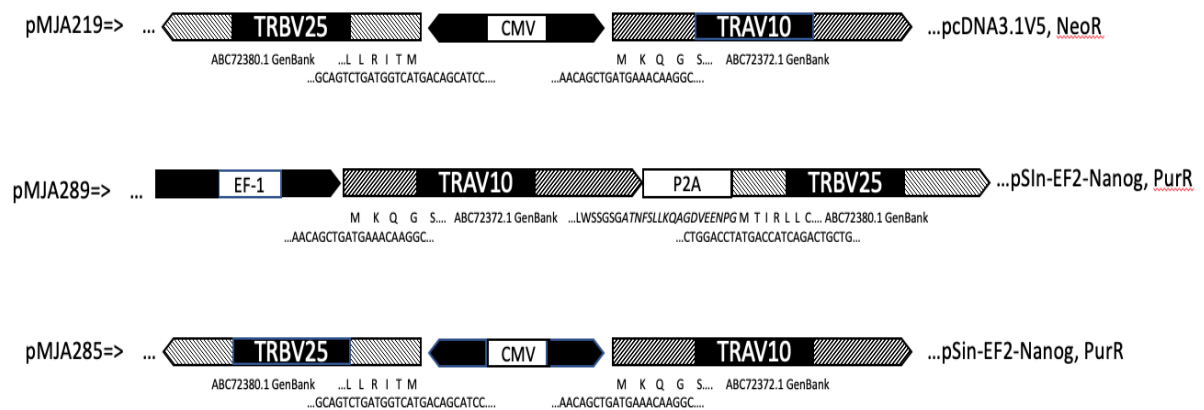 pMJA219=> ... TRBV25 CMV TRAV10 ...pcDNA3.1V5, NeoR
ABC72380.1 GenBank ...L L R I T M M K Q G S.... ABC72372.1 GenBank
...GCAGTCTGATGGTCATGACAGCATCC.... ...AACAGCTGATGAAACAAGGC....
pMJA289=> ... EF-1 TRAV10 P2A TRBV25 ...pSIn-EF2-Nanog, PurR
M K Q G S.... ABC72372.1 GenBank ...LWSSGSGATNFSLLKQAGDVEENPG M T I R L L C.... ABC72380.1 GenBank
...AACAGCTGATGAAACAAGGC.... ...CTGGACCTATGACCATCAGACTGCTG...
pMJA285=> ... TRBV25 CMV TRAV10 ...pSin-EF2-Nanog, PurR
ABC72380.1 GenBank ...L L R I T M M K Q G S.... ABC72372.1 GenBank
...GCAGTCTGATGGTCATGACAGCATCC.... ...AACAGCTGATGAAACAAGGC....